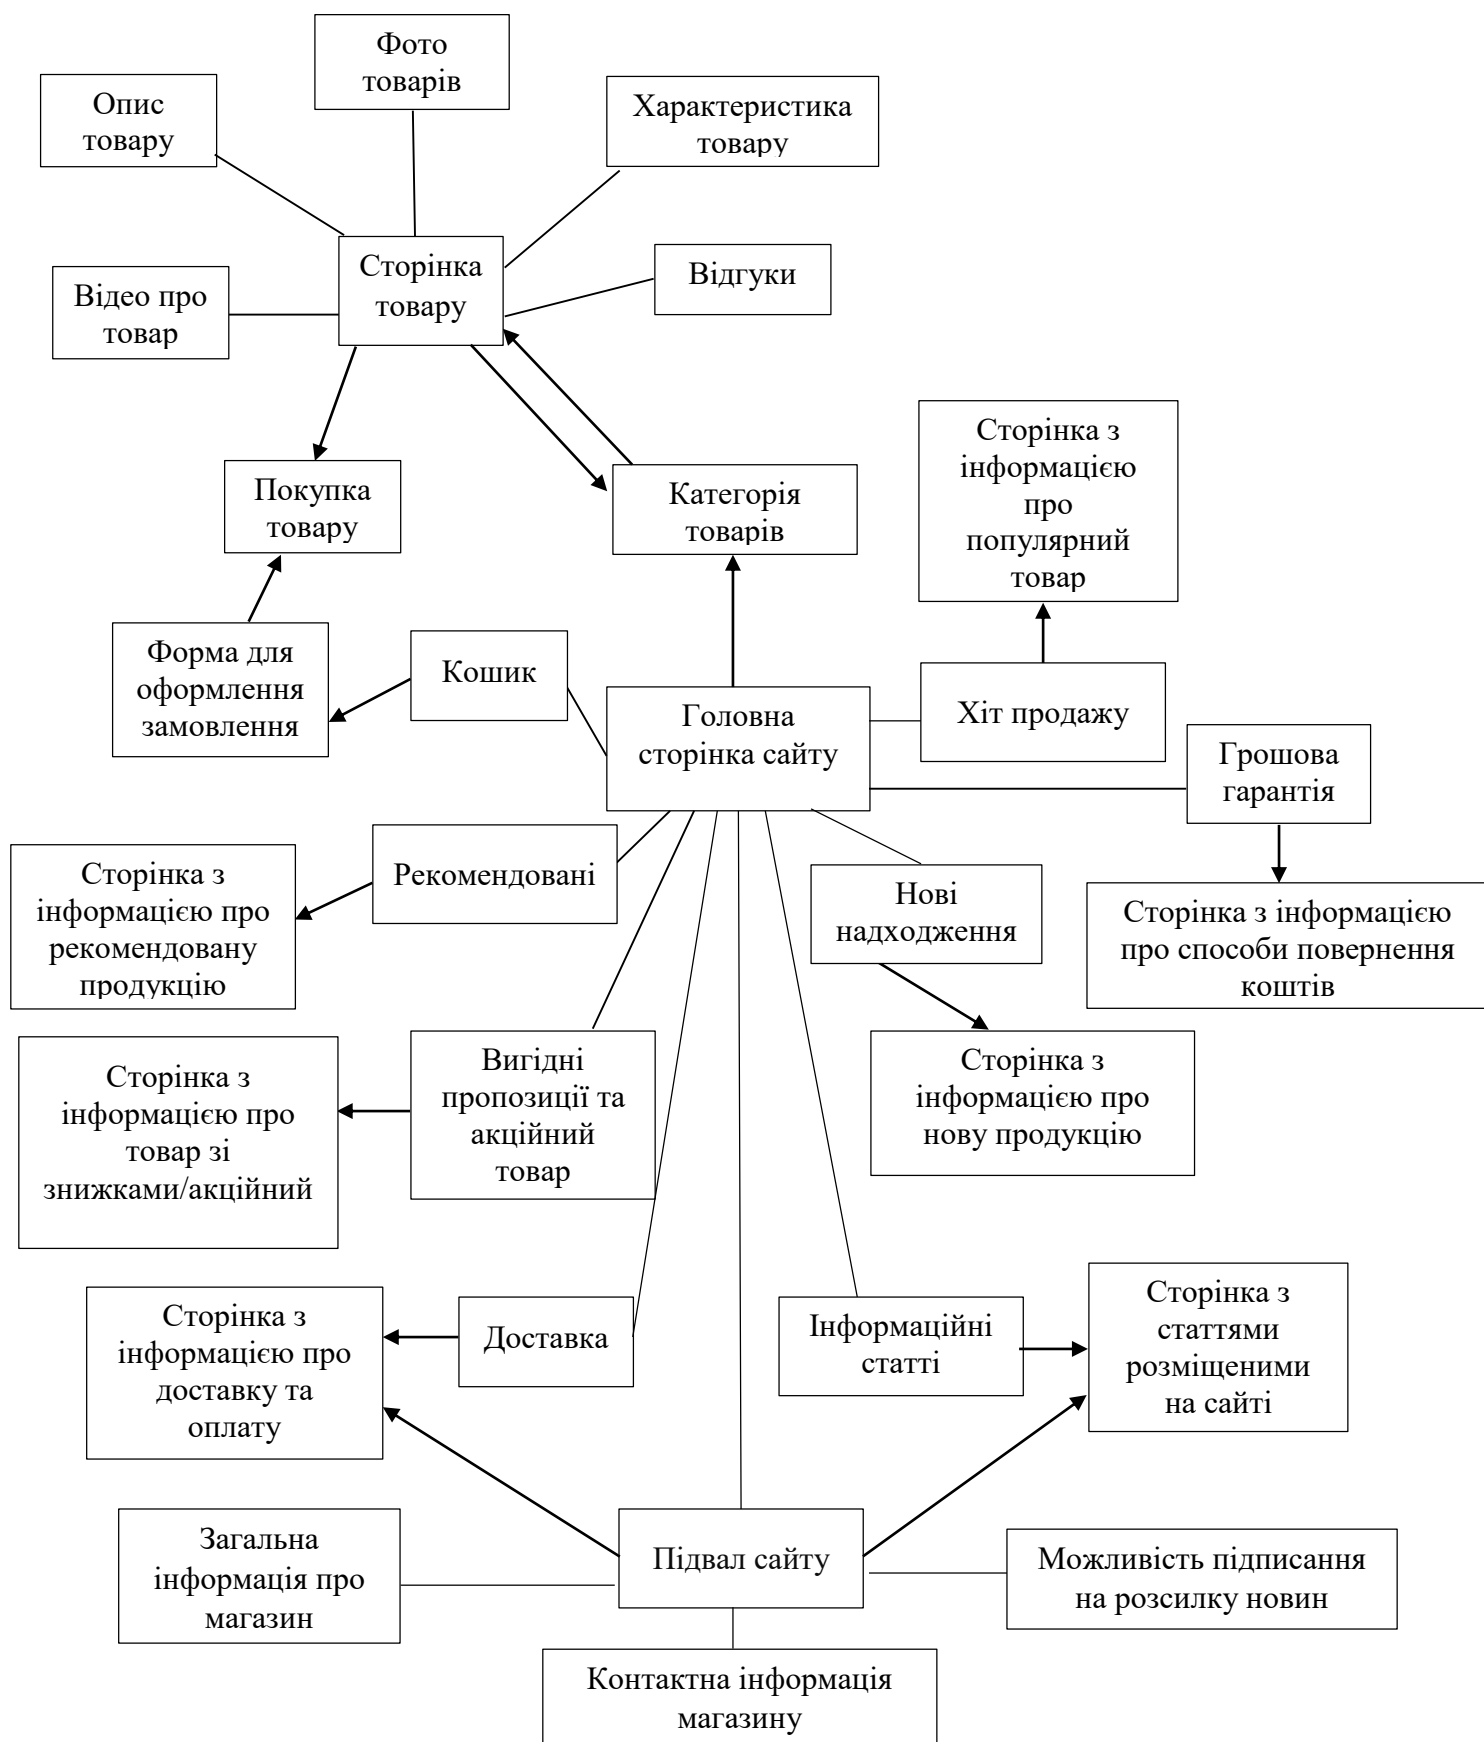 Фото
товарів
Опис
товару
Характеристика
товару
Сторінка
товару
Відгуки
Відео про
товар
Сторінка з
інформацією
про
популярний
товар
Покупка
товару
Категорія
товарів
Форма для
оформлення
замовлення
Кошик
Головна
сторінка сайту
Хіт продажу
Грошова
гарантія
Сторінка з
інформацією про
рекомендовану
продукцію
Рекомендовані
Нові
надходження
Сторінка з інформацією
про способи повернення
коштів
Сторінка з
інформацією про
товар зі
знижками/акційний
Вигідні
пропозиції та
акційний
товар
Сторінка з
інформацією про
нову продукцію
Сторінка з
інформацією про
доставку та
оплату
Доставка
Інформаційні
статті
Сторінка з
статтями
розміщеними
на сайті
Загальна
інформація про
магазин
Підвал сайту
Можливість підписання
на розсилку новин
Контактна інформація
магазину